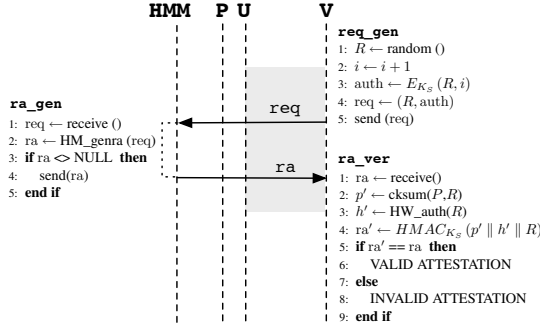 HMM P U V
req_gen
1: R ← random ()
2: i ← i + 1
3: auth ← E_{K_S} (R, i)
4: req ← (R, auth)
5: send (req)
req
ra_gen
1: req ← receive ()
2: ra ← HM_genra (req)
3: if ra <> NULL then
4: send(ra)
5: end if
ra
ra_ver
1: ra ← receive()
2: p′ ← cksum(P,R)
3: h′ ← HW_auth(R)
4: ra′ ← HMAC_{K_S} (p′ ∥ h′ ∥ R)
5: if ra′ == ra then
6: VALID ATTESTATION
7: else
8: INVALID ATTESTATION
9: end if